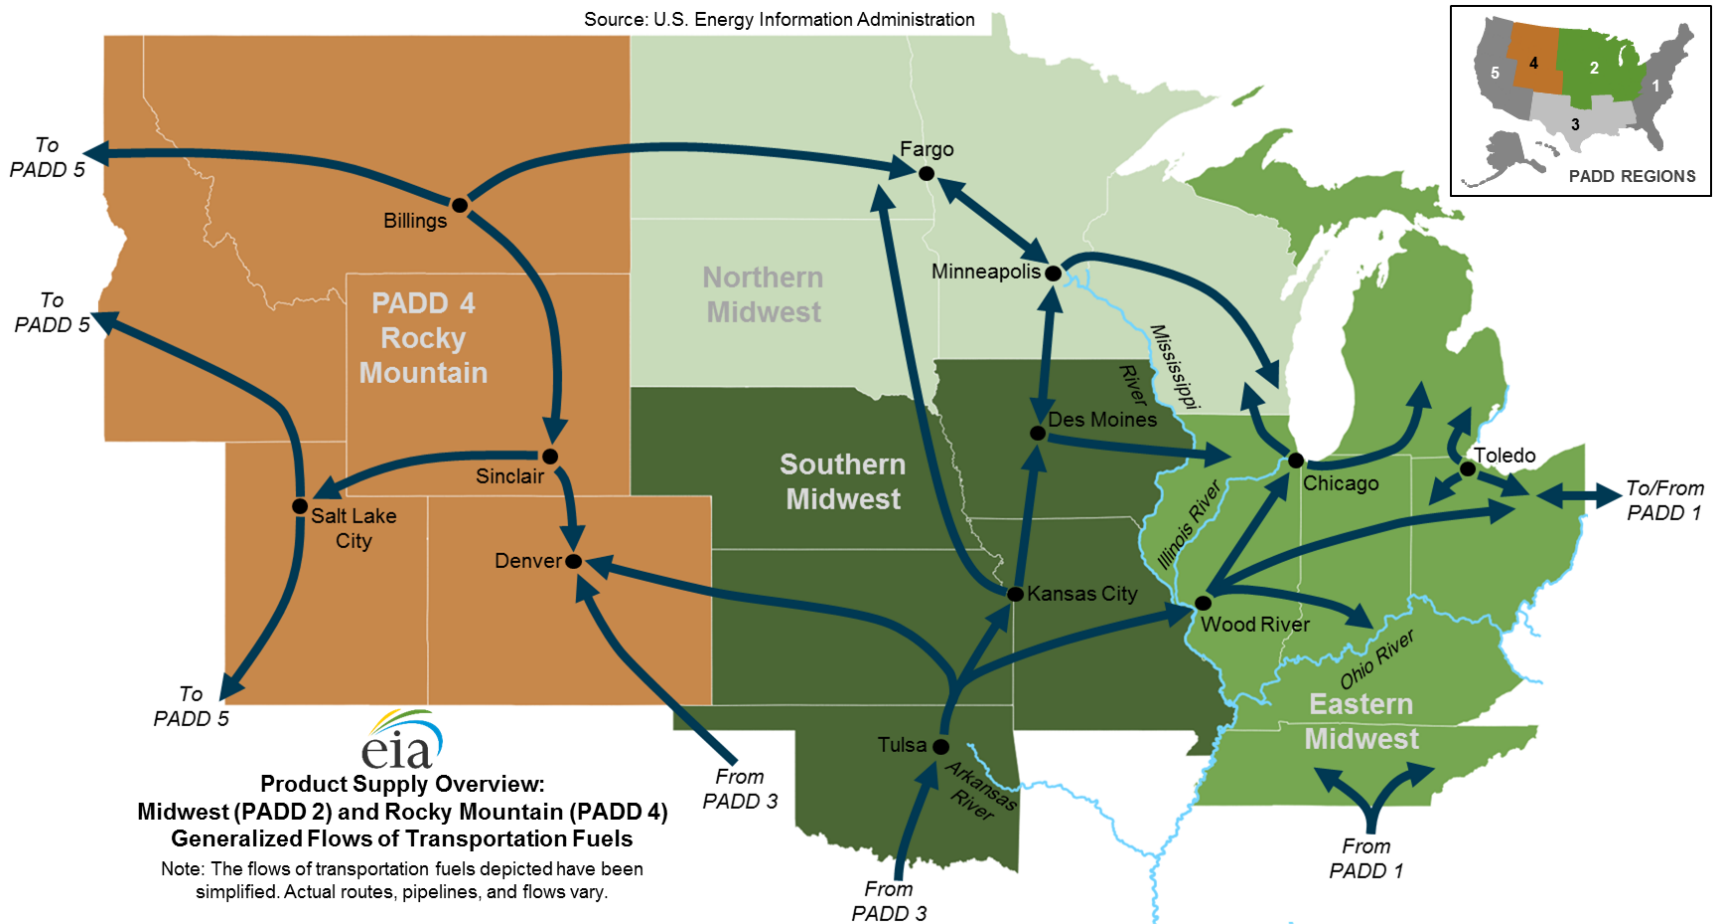 Source: U.S. Energy Information Administration
5
4
2
1
3
PADD REGIONS
To
PADD 5
Billings
Fargo
Minneapolis
Northern
Midwest
PADD 4
Rocky
Mountain
To
PADD 5
Mississippi
River
Des Moines
Southern
Midwest
Sinclair
Salt Lake
City
Denver
Kansas City
Illinois River
Chicago
Toledo
To/From
PADD 1
Wood River
Ohio River
Eastern
Midwest
To
PADD 5
Tulsa
Arkansas
River
From
PADD 3
From
PADD 3
From
PADD 1
eia
Product Supply Overview:
Midwest (PADD 2) and Rocky Mountain (PADD 4)
Generalized Flows of Transportation Fuels
Note: The flows of transportation fuels depicted have been
simplified. Actual routes, pipelines, and flows vary.